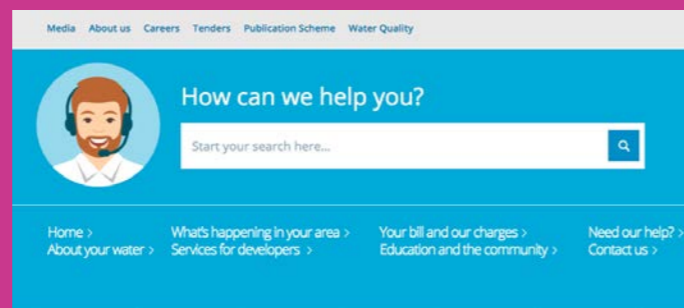 Media About us Careers Tenders Publication Scheme Water Quality
How can we help you?
Start your search here...
Home > What's happening in your area > Your bill and our charges > Need our help? >
About your water > Services for developers > Education and the community > Contact us >